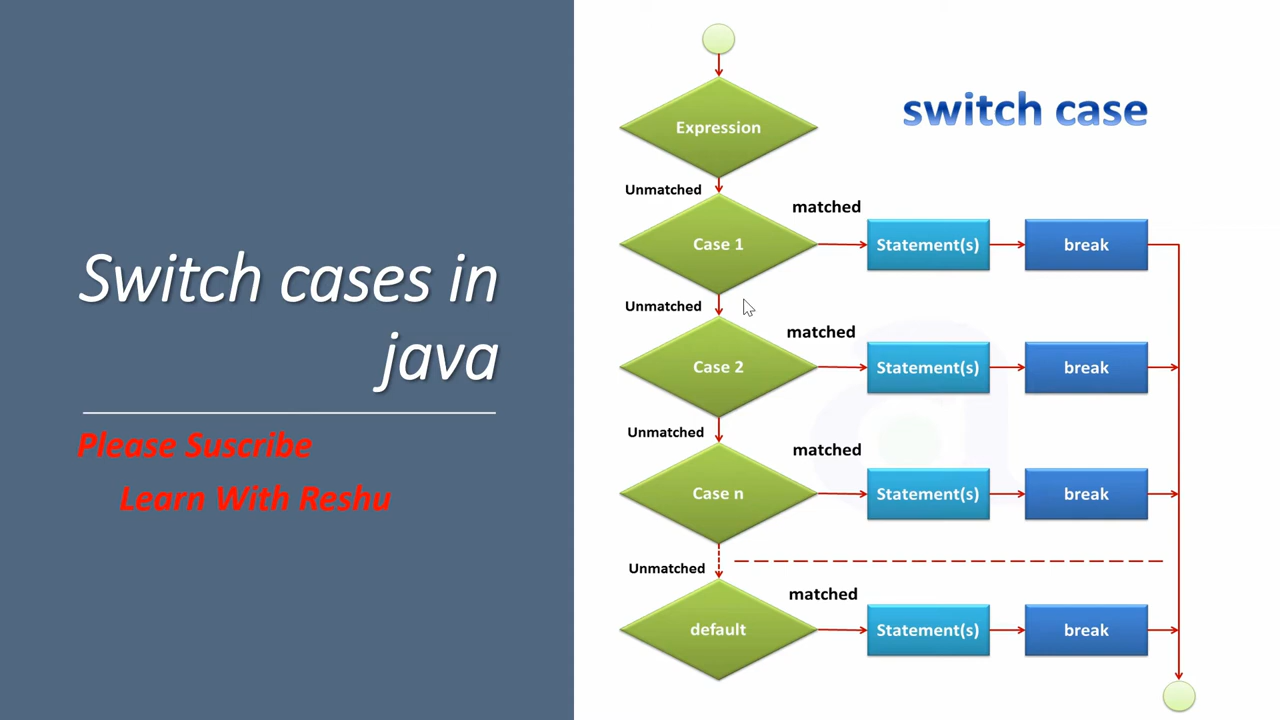 Switch cases in
java
Please Suscribe
Learn With Reshu
switch case
Expression
Unmatched
matched
Case 1
Statement(s)
break
Unmatched
matched
Case 2
Statement(s)
break
Unmatched
matched
Case n
Statement(s)
break
Unmatched
matched
default
Statement(s)
break